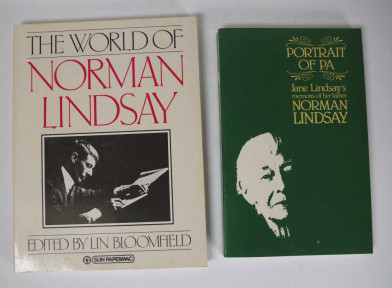 THE WORLD OF
NORMAN
LINDSAY
EDITED BY LIN BLOOMFIELD
SUN PAPERMAC
PORTRAIT
OF PA
Jane Lindsay's
memoirs of her father
NORMAN
LINDSAY